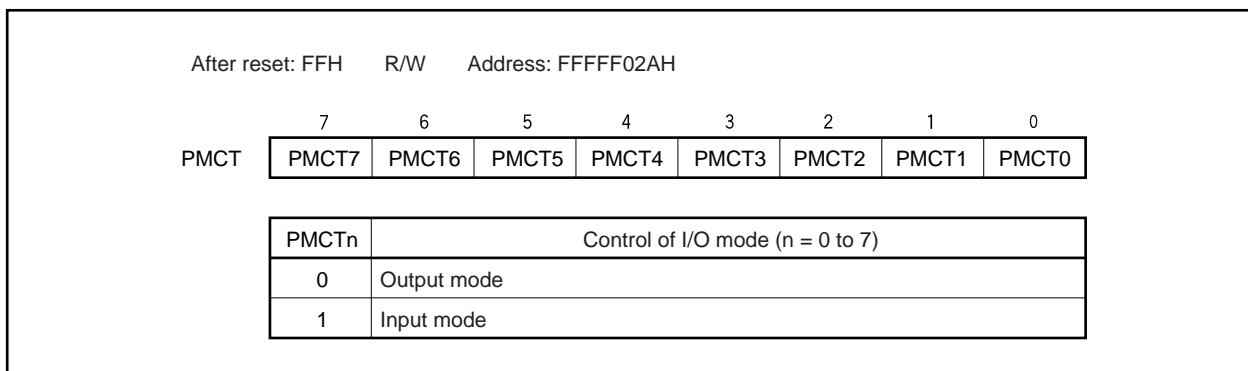 After reset: FFH R/W Address: FFFFF02AH
7 6 5 4 3 2 1 0
PMCT PMCT7 PMCT6 PMCT5 PMCT4 PMCT3 PMCT2 PMCT1 PMCT0
PMCTn Control of I/O mode (n = 0 to 7)
0 Output mode
1 Input mode